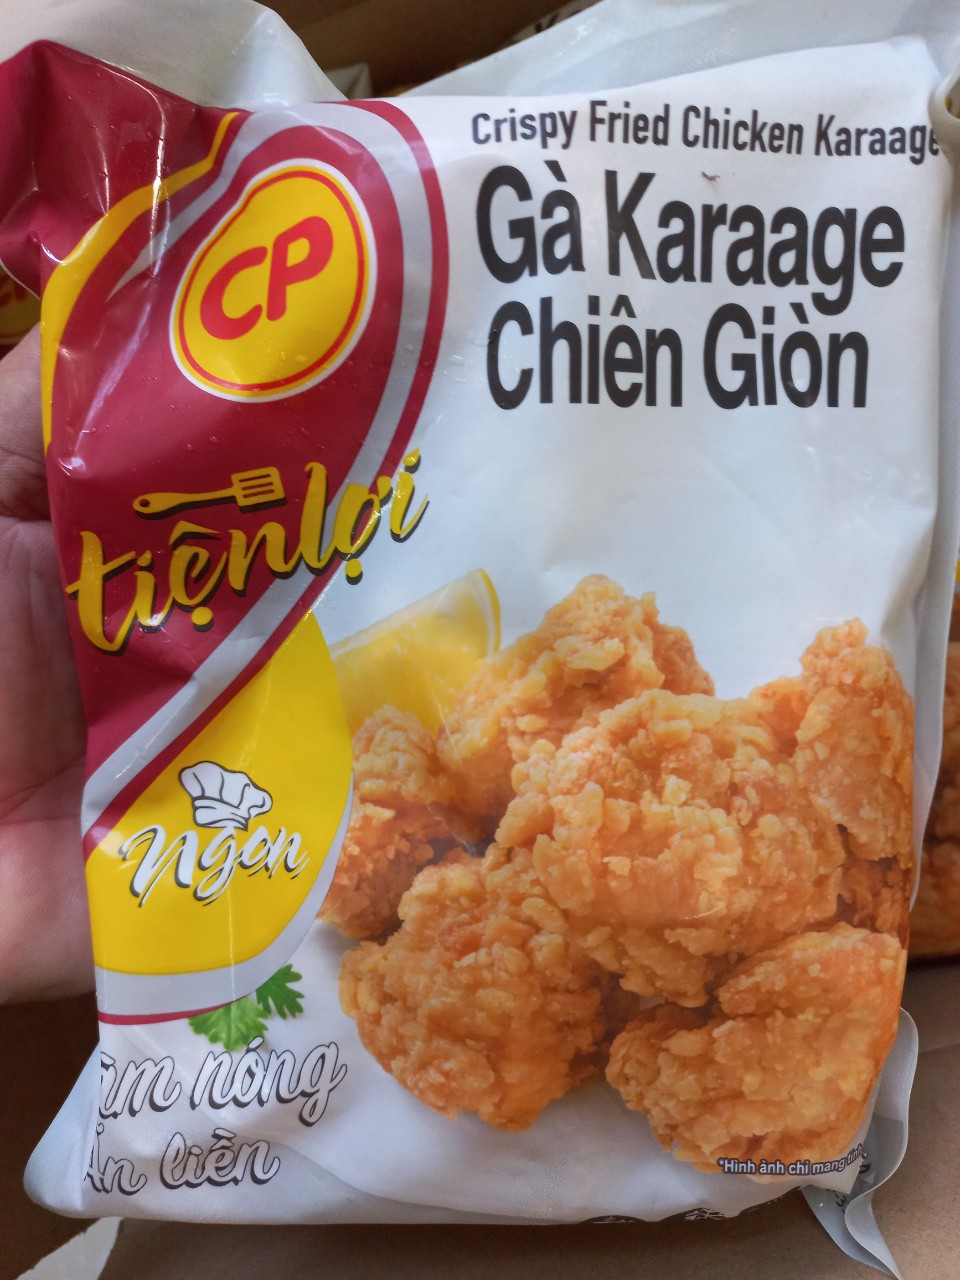 Crispy Fried Chicken Karaage
Gà Karaage
Chiên Giòn
CP
tiện lợi
Ngon
nóng
Ăn liền
*Hình ảnh chỉ mang